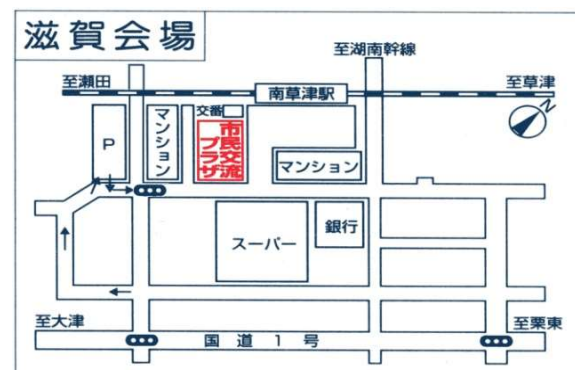 滋賀会場
至湖南幹線
至瀬田
至草津
南草津駅
N
交番
P
マンション
市民交流
プラザ
マンション
銀行
スーパー
至大津
至栗東
国道1号